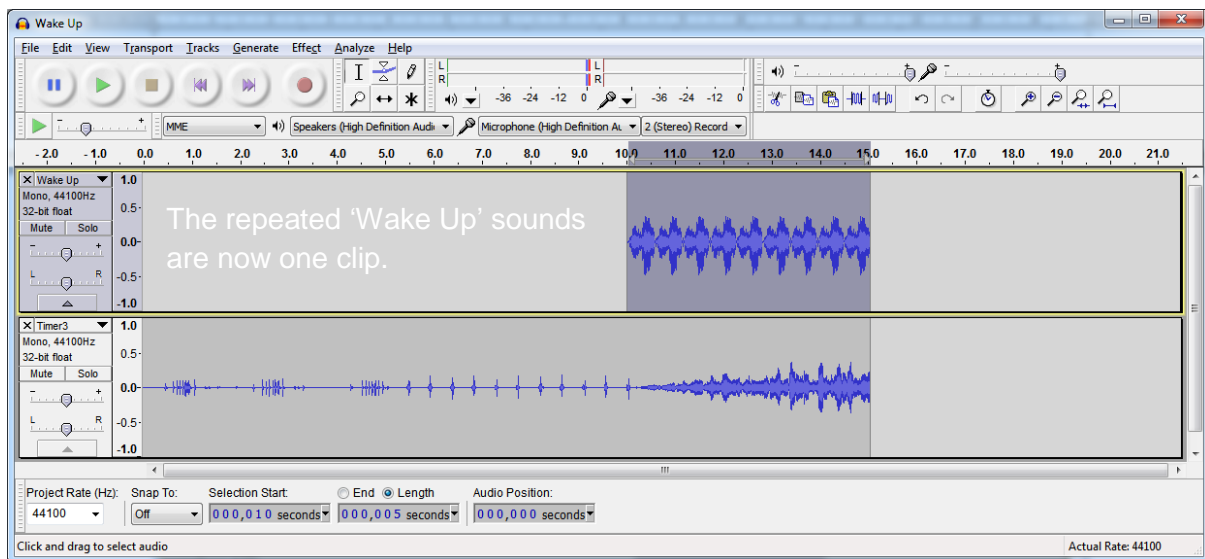 Wake Up
File Edit View Transport Tracks Generate Effect Analyze Help
L
R
L
R
-36 -24 -12 0
-36 -24 -12 0
MME
Speakers (High Definition Audi
Microphone (High Definition Au
2 (Stereo) Record
- 2.0 - 1.0 0.0 1.0 2.0 3.0 4.0 5.0 6.0 7.0 8.0 9.0 10.0 11.0 12.0 13.0 14.0 15.0 16.0 17.0 18.0 19.0 20.0 21.0
X Wake Up
Mono, 44100Hz
32-bit float
Mute Solo
- +
L R
1.0
0.5-
0.0-
-0.5-
-1.0
The repeated ‘Wake Up’ sounds
are now one clip.
X Timer3
Mono, 44100Hz
32-bit float
Mute Solo
- +
L R
1.0
0.5-
0.0-
-0.5-
-1.0
Project Rate (Hz): Snap To: Selection Start: End Length Audio Position:
44100 Off 000,010 seconds 000,005 seconds 000,000 seconds
Click and drag to select audio Actual Rate: 44100